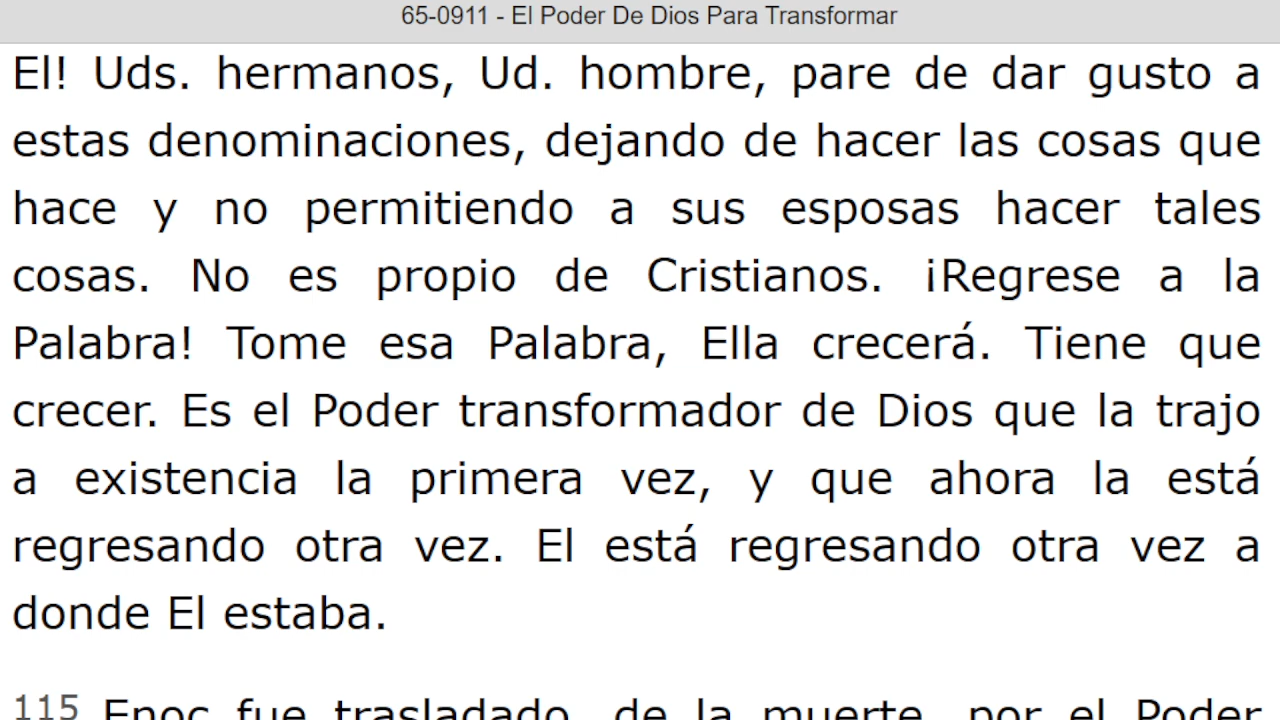 65-0911 - El Poder De Dios Para Transformar
El! Uds. hermanos, Ud. hombre, pare de dar gusto a
estas denominaciones, dejando de hacer las cosas que
hace y no permitiendo a sus esposas hacer tales
cosas. No es propio de Cristianos. ¡Regrese a la
Palabra! Tome esa Palabra, Ella crecerá. Tiene que
crecer. Es el Poder transformador de Dios que la trajo
a existencia la primera vez, y que ahora la está
regresando otra vez. El está regresando otra vez a
donde El estaba.
115 Enoc fue trasladado, de la muerte, por el Poder